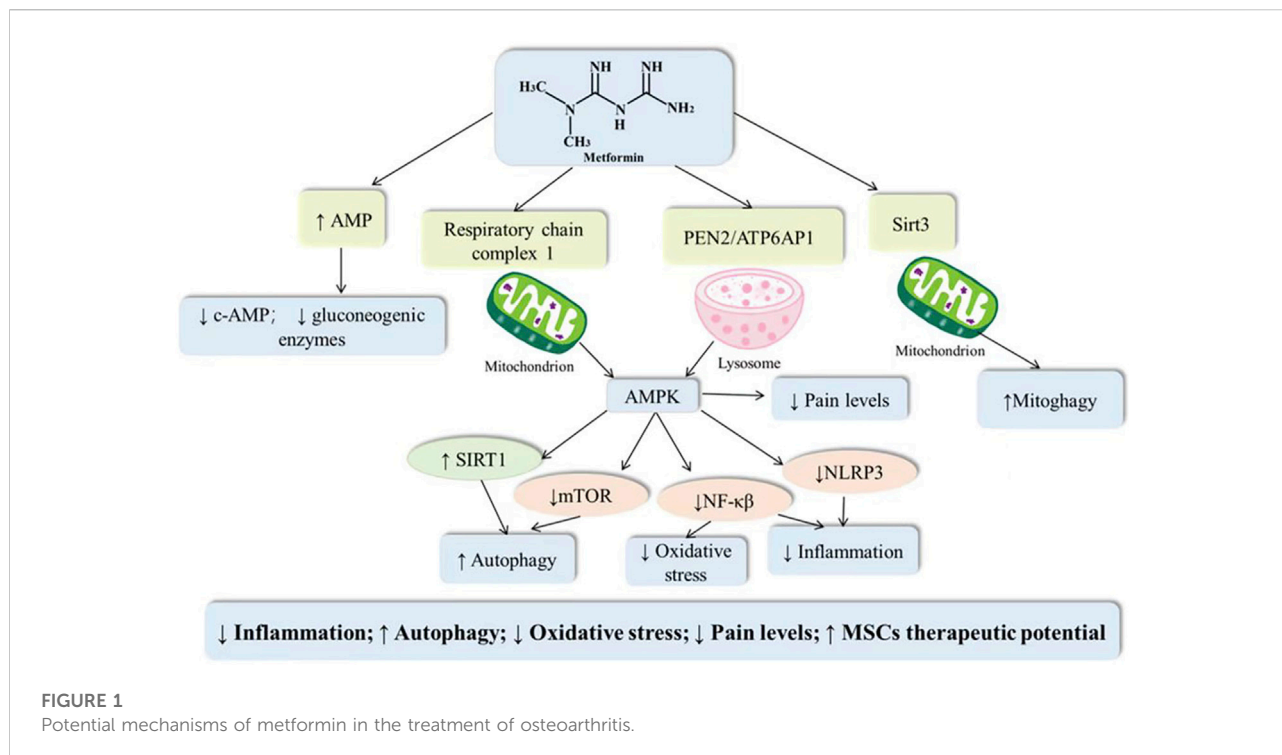 NH
NH
H₃C
N
N
H
NH₂
CH₃
Metformin
↑ AMP
Respiratory chain
complex 1
PEN2/ATP6AP1
Sirt3
↓ c-AMP; ↓ gluconeogenic
enzymes
Mitochondrion
Lysosome
Mitochondrion
AMPK
↓ Pain levels
↑Mitoghagy
↑ SIRT1
↓mTOR
↓NF-κβ
↓NLRP3
↑ Autophagy
↓ Oxidative
stress
↓ Inflammation
↓ Inflammation; ↑ Autophagy; ↓ Oxidative stress; ↓ Pain levels; ↑ MSCs therapeutic potential
FIGURE 1
Potential mechanisms of metformin in the treatment of osteoarthritis.